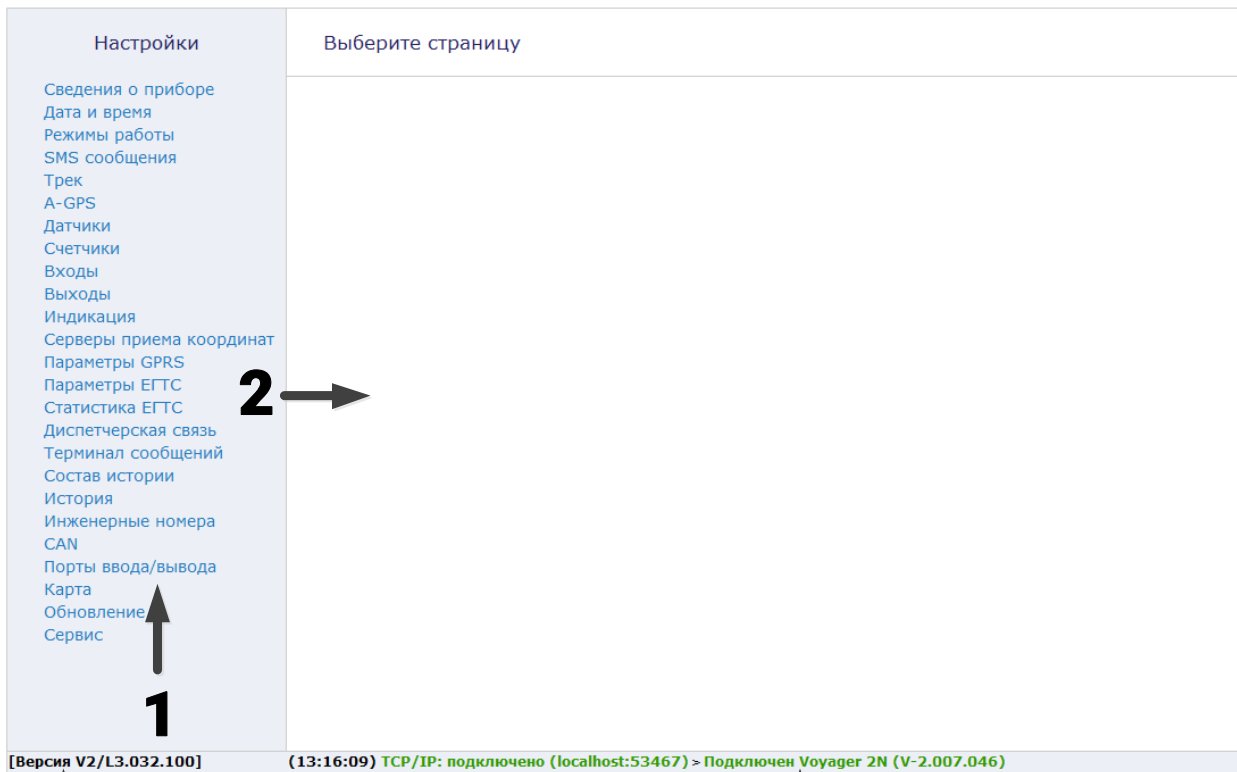 Настройки
Выберите страницу
Сведения о приборе
Дата и время
Режимы работы
SMS сообщения
Трек
A-GPS
Датчики
Счетчики
Входы
Выходы
Индикация
Серверы приема координат
Параметры GPRS
Параметры ЕГТС
Статистика ЕГТС
Диспетчерская связь
Терминал сообщений
Состав истории
История
Инженерные номера
CAN
Порты ввода/вывода
Карта
Обновление
Сервис
2
1
[Версия V2/L3.032.100]
(13:16:09) TCP/IP: подключено (localhost:53467) > Подключен Voyager 2N (V-2.007.046)